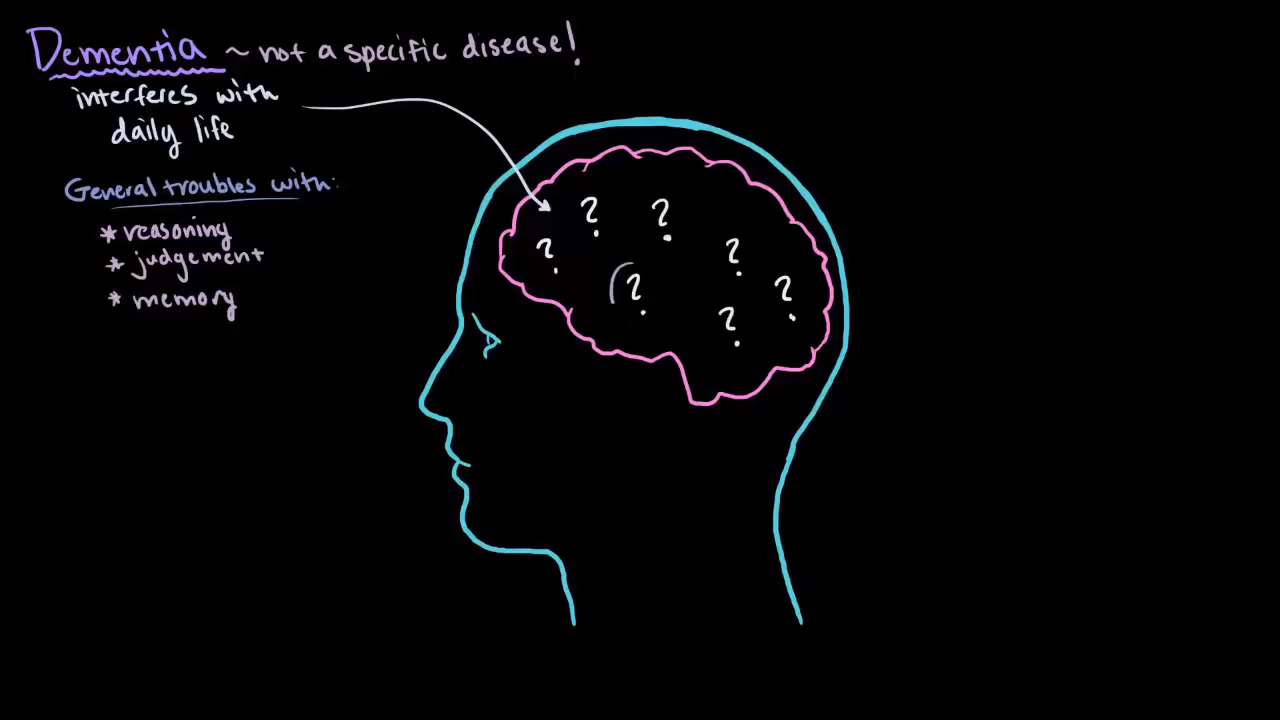 Dementia ~ not a specific disease!
interferes with
daily life
General troubles with:
* reasoning
* judgement
* memory
? ? ? ? ? ? ? ?